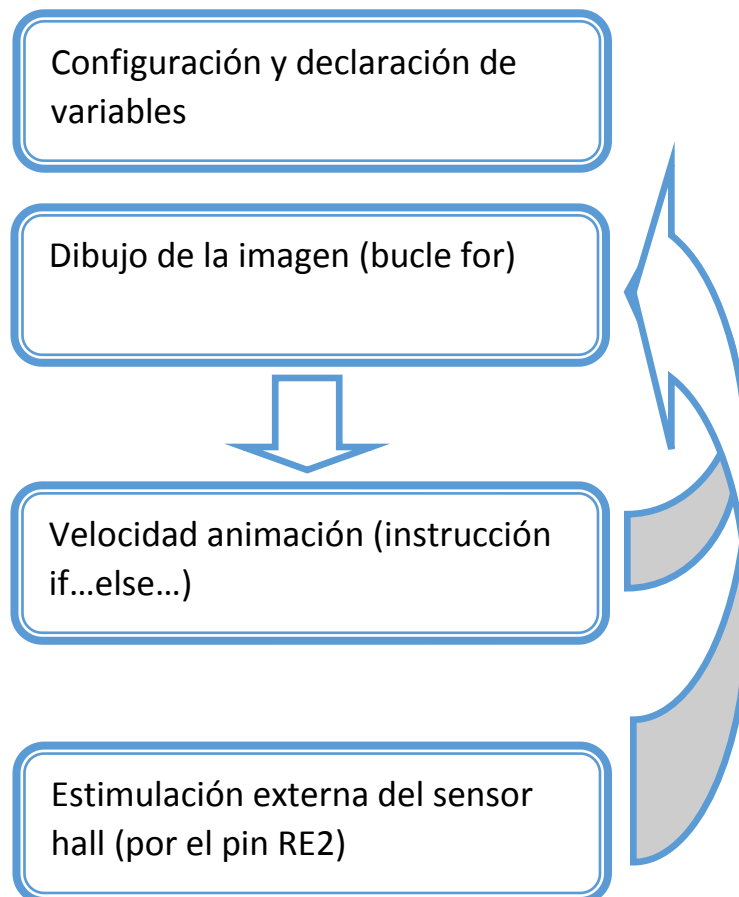 Configuración y declaración de
variables
Dibujo de la imagen (bucle for)
Velocidad animación (instrucción
if…else…)
Estimulación externa del sensor
hall (por el pin RE2)